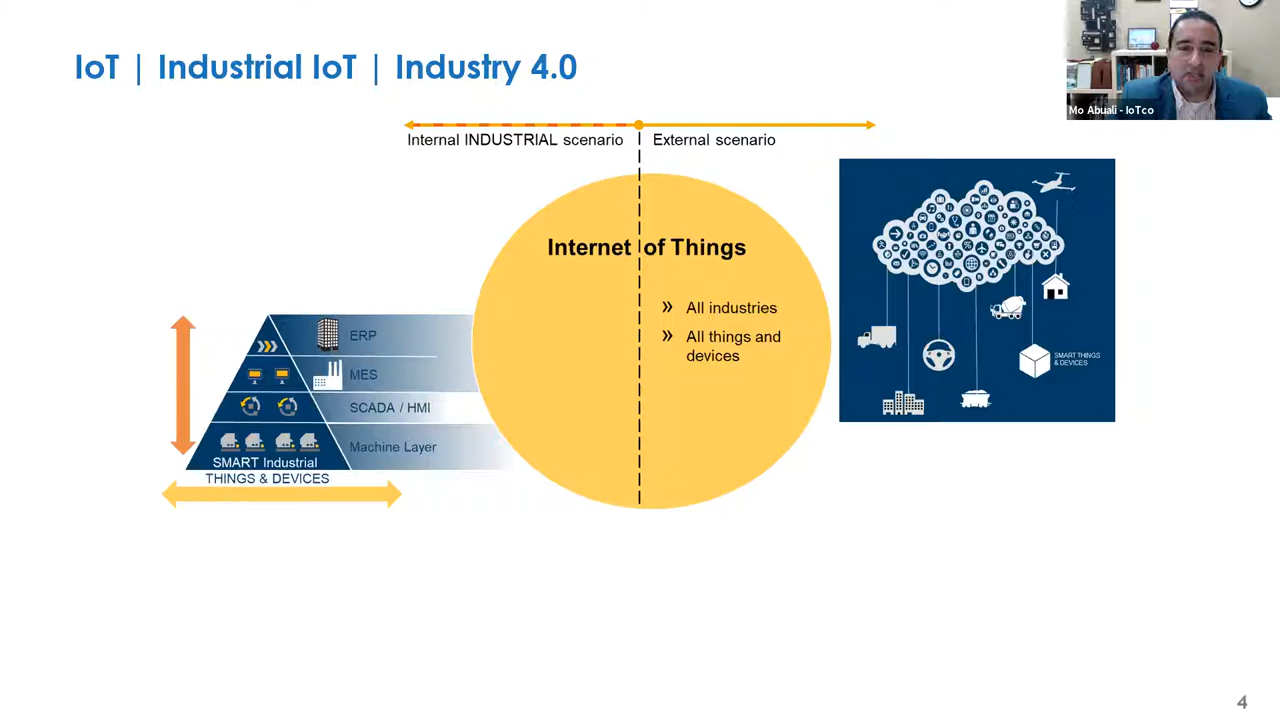 IoT | Industrial IoT | Industry 4.0
Mo Abuali - IoTco
Internal INDUSTRIAL scenario
External scenario
Internet of Things
All industries
All things and
devices
ERP
MES
SCADA / HMI
Machine Layer
SMART Industrial
THINGS & DEVICES
SMART THINGS
& DEVICES
4